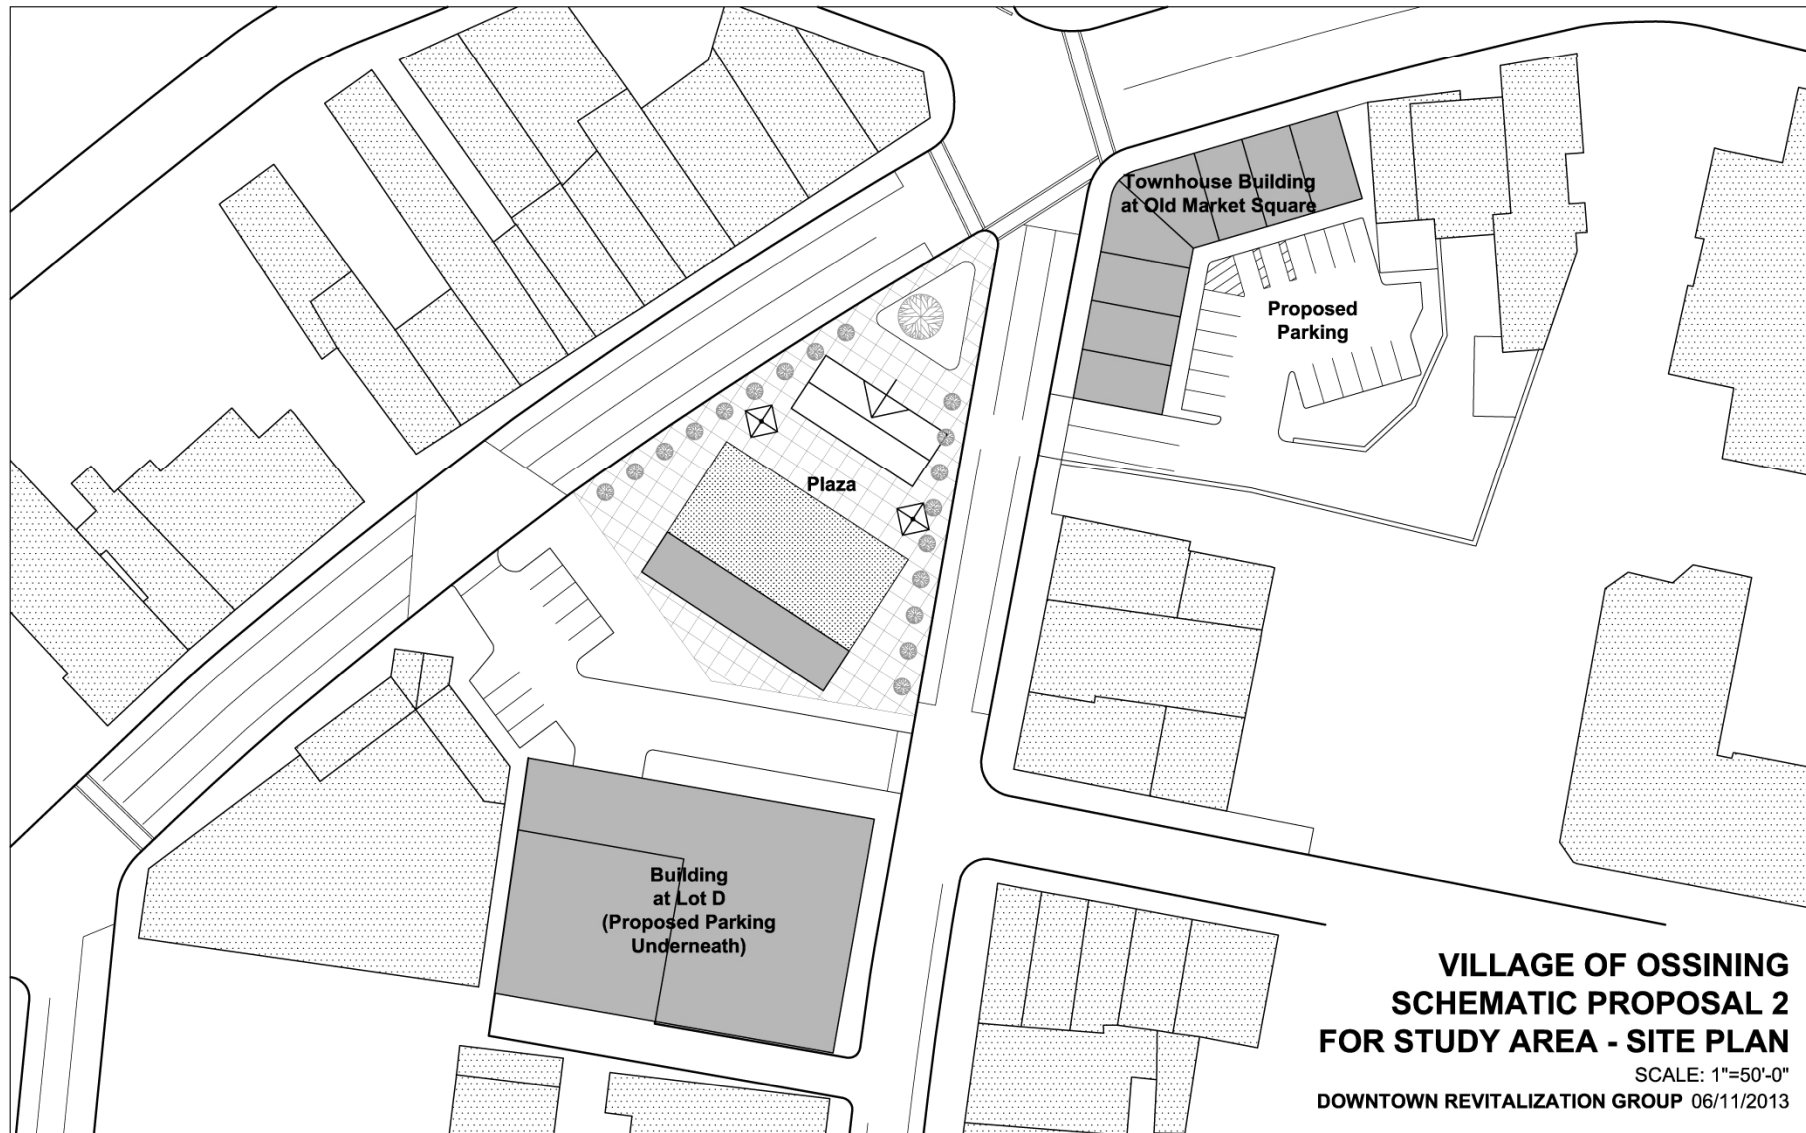 Townhouse Building
at Old Market Square
Proposed
Parking
Plaza
Building
at Lot D
(Proposed Parking
Underneath)
VILLAGE OF OSSINING
SCHEMATIC PROPOSAL 2
FOR STUDY AREA - SITE PLAN
SCALE: 1"=50'-0"
DOWNTOWN REVITALIZATION GROUP 06/11/2013